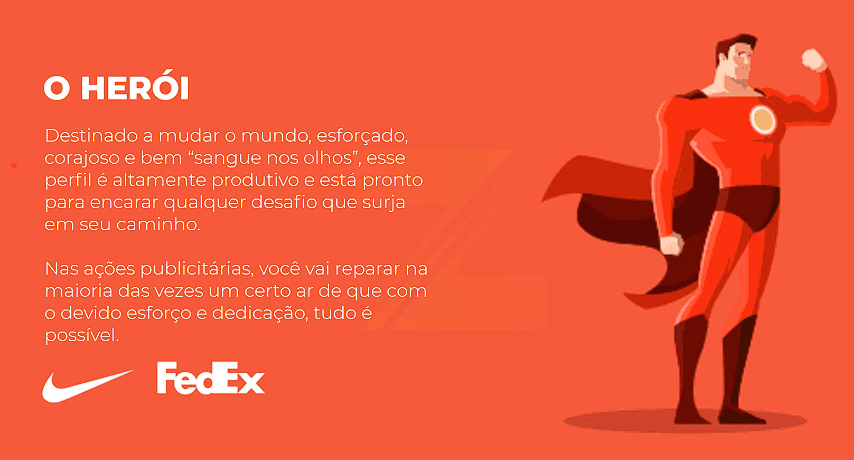 O HERÓI
Destinado a mudar o mundo, esforçado,
corajoso e bem “sangue nos olhos”, esse
perfil é altamente produtivo e está pronto
para encarar qualquer desafio que surja
em seu caminho.
Nas ações publicitárias, você vai reparar na
maioria das vezes um certo ar de que com
o devido esforço e dedicação, tudo é
possível.
FedEx